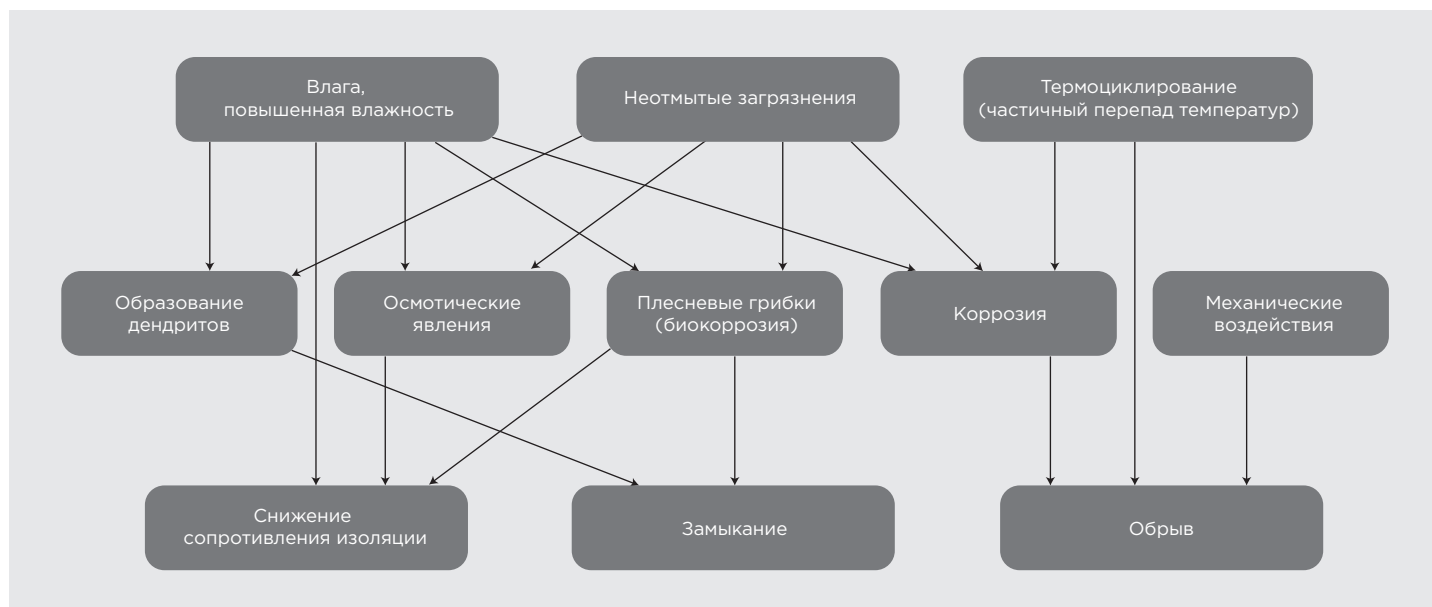 Влага,
повышенная влажность
Неотмытые загрязнения
Термоциклирование
(частичный перепад температур)
Образование
дендритов
Осмотические
явления
Плесневые грибки
(биокоррозия)
Коррозия
Механические
воздействия
Снижение
сопротивления изоляции
Замыкание
Обрыв